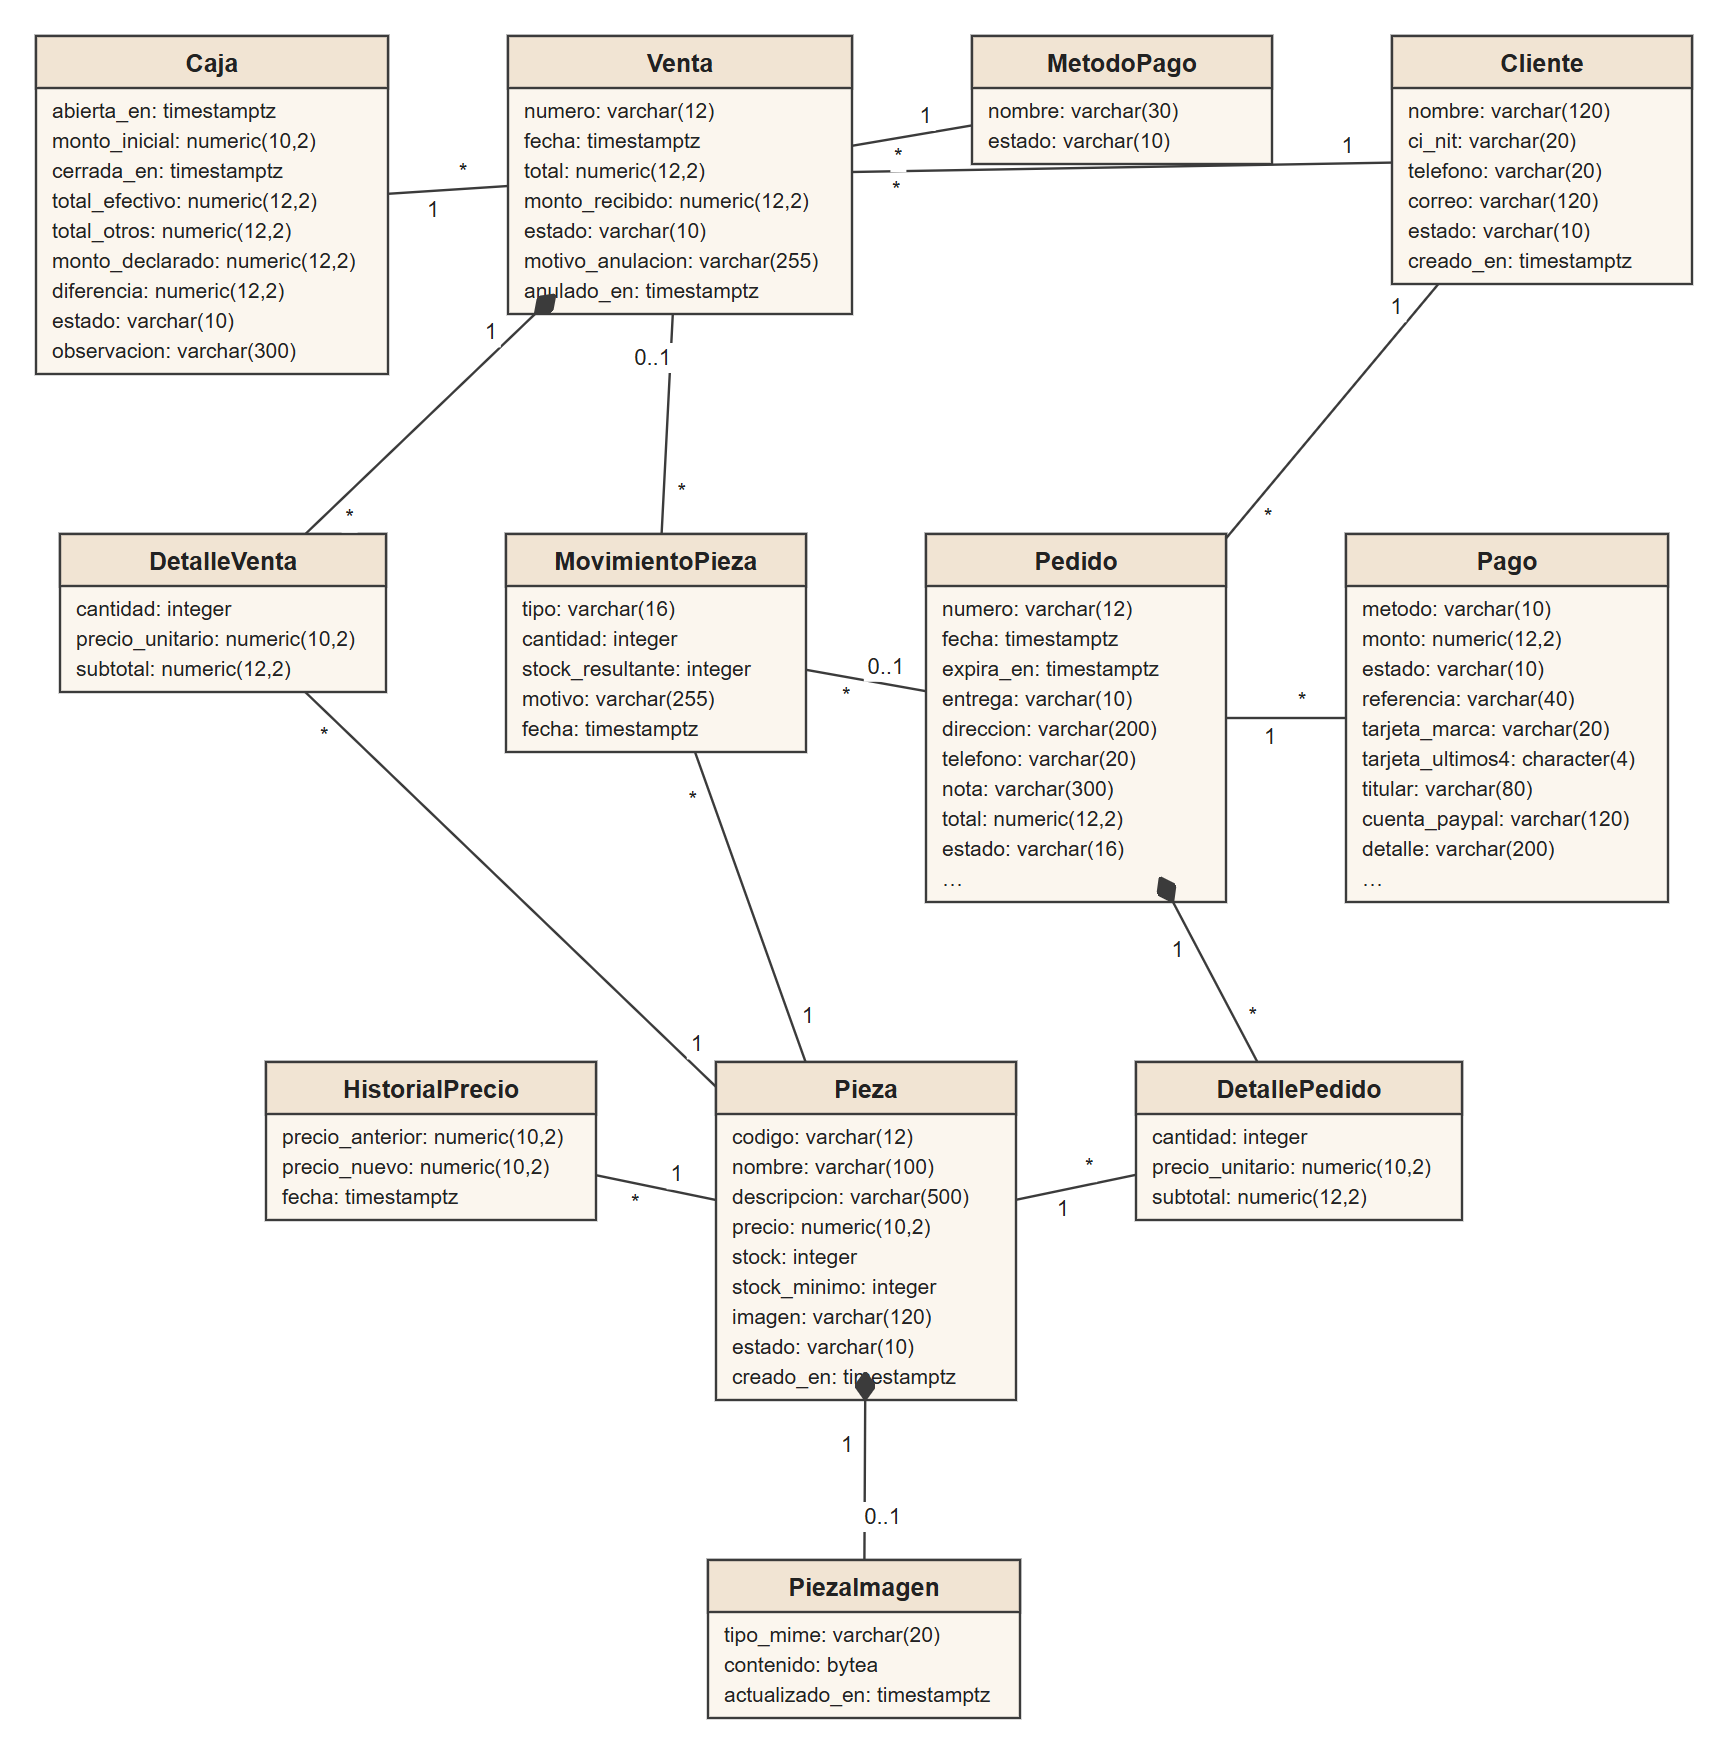 Caja
abierta_en: timestamptz
monto_inicial: numeric(10,2)
cerrada_en: timestamptz
total_efectivo: numeric(12,2)
total_otros: numeric(12,2)
monto_declarado: numeric(12,2)
diferencia: numeric(12,2)
estado: varchar(10)
observacion: varchar(300)
*
1
Venta
numero: varchar(12)
fecha: timestamptz
total: numeric(12,2)
monto_recibido: numeric(12,2)
estado: varchar(10)
motivo_anulacion: varchar(255)
anulado_en: timestamptz
1
*
*
1
MetodoPago
nombre: varchar(30)
estado: varchar(10)
Cliente
nombre: varchar(120)
ci_nit: varchar(20)
telefono: varchar(20)
correo: varchar(120)
estado: varchar(10)
creado_en: timestamptz
1
0..1
1
*
*
*
DetalleVenta
cantidad: integer
precio_unitario: numeric(10,2)
subtotal: numeric(12,2)
*
MovimientoPieza
tipo: varchar(16)
cantidad: integer
stock_resultante: integer
motivo: varchar(255)
fecha: timestamptz
0..1
*
*
Pedido
numero: varchar(12)
fecha: timestamptz
expira_en: timestamptz
entrega: varchar(10)
direccion: varchar(200)
telefono: varchar(20)
nota: varchar(300)
total: numeric(12,2)
estado: varchar(16)
...
*
1
Pago
metodo: varchar(10)
monto: numeric(12,2)
estado: varchar(10)
referencia: varchar(40)
tarjeta_marca: varchar(20)
tarjeta_ultimos4: character(4)
titular: varchar(80)
cuenta_paypal: varchar(120)
detalle: varchar(200)
...
1
*
1
1
HistorialPrecio
precio_anterior: numeric(10,2)
precio_nuevo: numeric(10,2)
fecha: timestamptz
1
*
Pieza
codigo: varchar(12)
nombre: varchar(100)
descripcion: varchar(500)
precio: numeric(10,2)
stock: integer
stock_minimo: integer
imagen: varchar(120)
estado: varchar(10)
creado_en: timestamptz
*
1
DetallePedido
cantidad: integer
precio_unitario: numeric(10,2)
subtotal: numeric(12,2)
1
0..1
PiezaImagen
tipo_mime: varchar(20)
contenido: bytea
actualizado_en: timestamptz